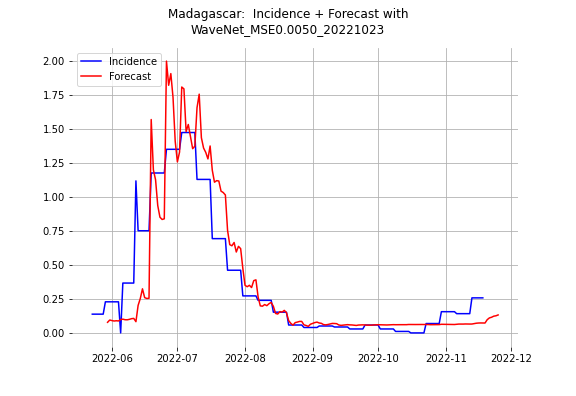 Madagascar:  Incidence + Forecast with
WaveNet_MSE0.0050_20221023
Incidence
Forecast
2.00
1.75
1.50
1.25
1.00
0.75
0.50
0.25
0.00
2022-06 2022-07 2022-08 2022-09 2022-10 2022-11 2022-12